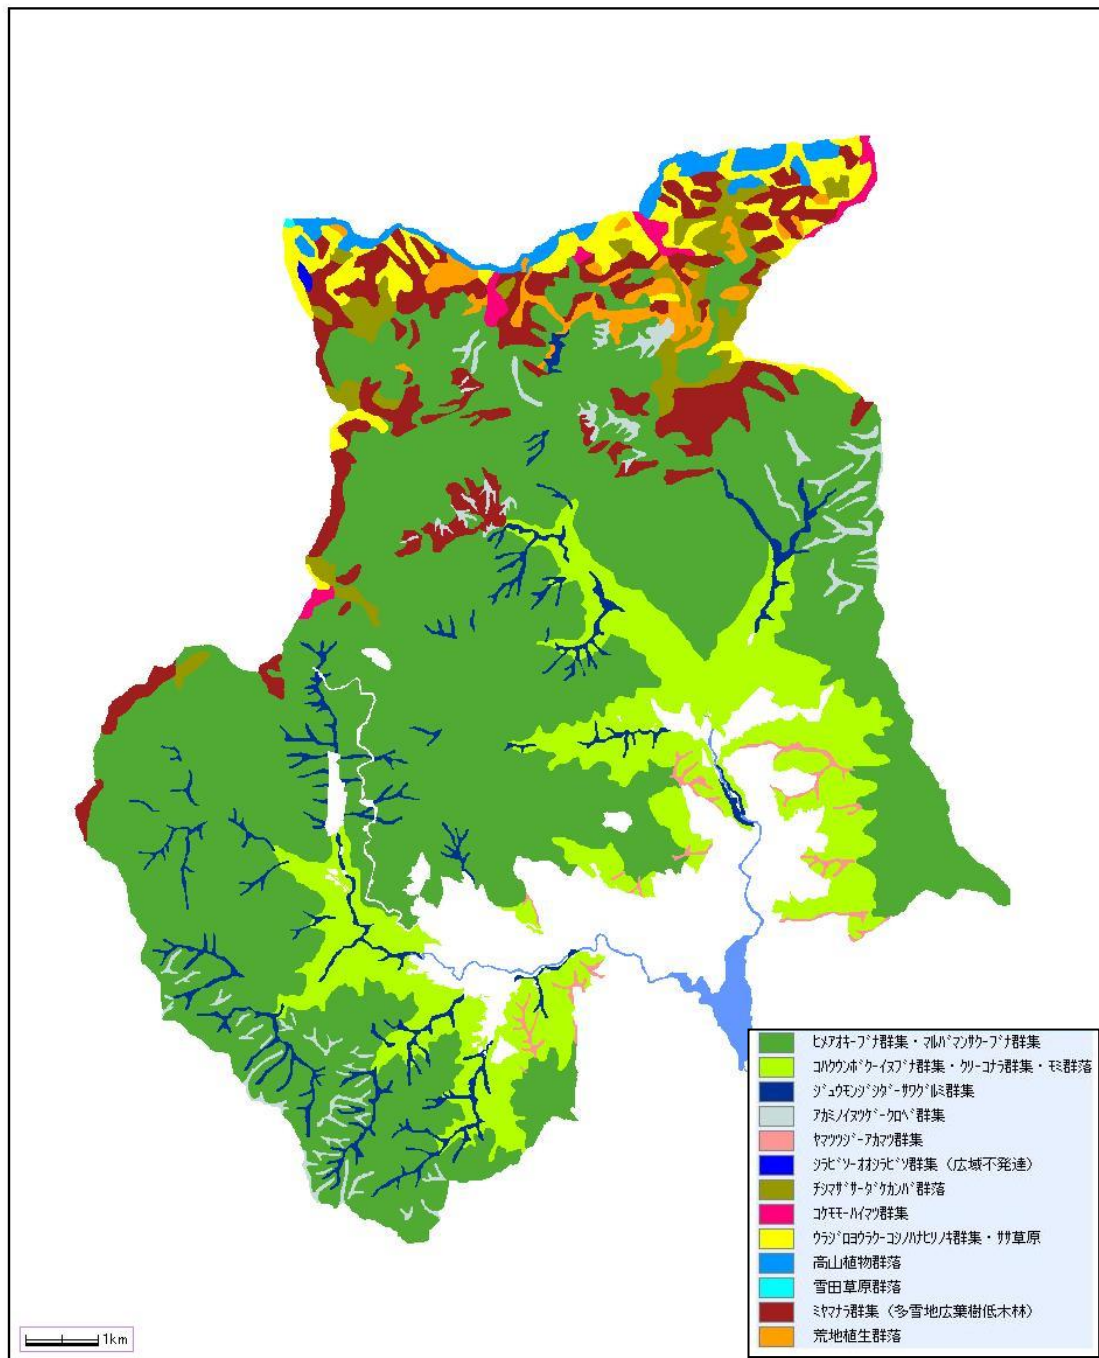 ﾋﾒｱｵｷｰﾌﾞﾅ群集・ﾏﾙﾊﾞﾏﾝｻｸｰﾌﾞﾅ群集
ｺﾊｸｳﾝﾎﾞｸｰｲﾇﾌﾞﾅ群集・ｸﾘｰｺﾅﾗ群集・ﾓﾐ群落
ｼﾞｭｳﾓﾝｼﾞｼﾀﾞｰｻﾜｸﾞﾙﾐ群集
ｱｶﾐﾉｲﾇﾂｹﾞｰｸﾛﾍﾞ群集
ﾔﾏﾂﾂｼﾞｰｱｶﾏﾂ群集
ｼﾗﾋﾞｿｰｵｵｼﾗﾋﾞｿ群集（広域不発達）
ﾁｼﾏｻﾞｻｰﾀﾞｹｶﾝﾊﾞ群落
ｺｹﾓﾓｰﾊｲﾏﾂ群集
ｳﾗｼﾞﾛﾖｳﾗｸｰｺｼﾉﾊﾅﾋﾘﾉｷ群集・ササ草原
高山植物群落
雪田草原群落
ﾐﾔﾏﾅﾗ群集（多雪地広葉樹低木林）
荒地植生群落
1km